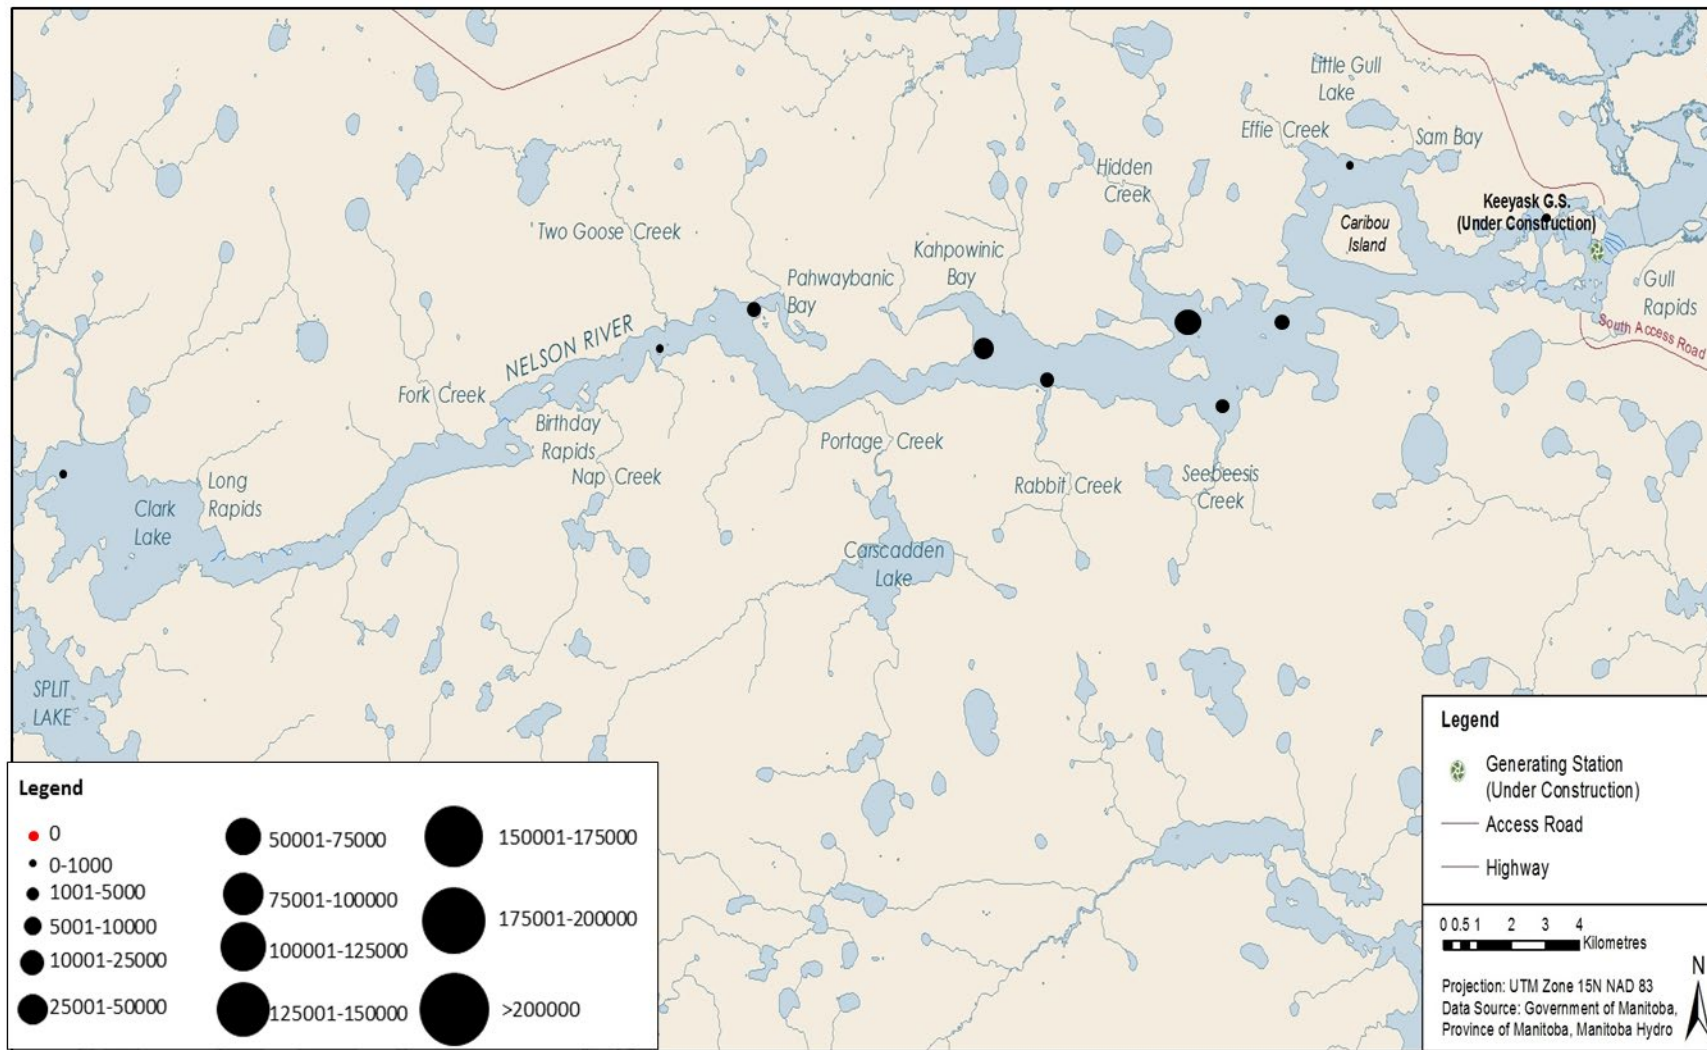 Little Gull
Lake
Effie Creek
Sam Bay
Hidden
Creek
Keeyask G.S.
(Under Construction)
Caribou
Island
Two Goose Creek
Kahpowinic
Bay
Pahwaybanic
Bay
Gull
Rapids
South Access Road
NELSON RIVER
Fork Creek
Birthday
Rapids
Nap Creek
Portage Creek
Rabbit Creek
Seebeesis
Creek
Long
Rapids
Clark
Lake
Carscadden
Lake
SPLIT
LAKE
Legend
0
0-1000
1001-5000
5001-10000
10001-25000
25001-50000
50001-75000
75001-100000
100001-125000
125001-150000
150001-175000
175001-200000
>200000
Legend
Generating Station
(Under Construction)
Access Road
Highway
0 0.5 1 2 3 4
Kilometres
N
Projection: UTM Zone 15N NAD 83
Data Source: Government of Manitoba,
Province of Manitoba, Manitoba Hydro